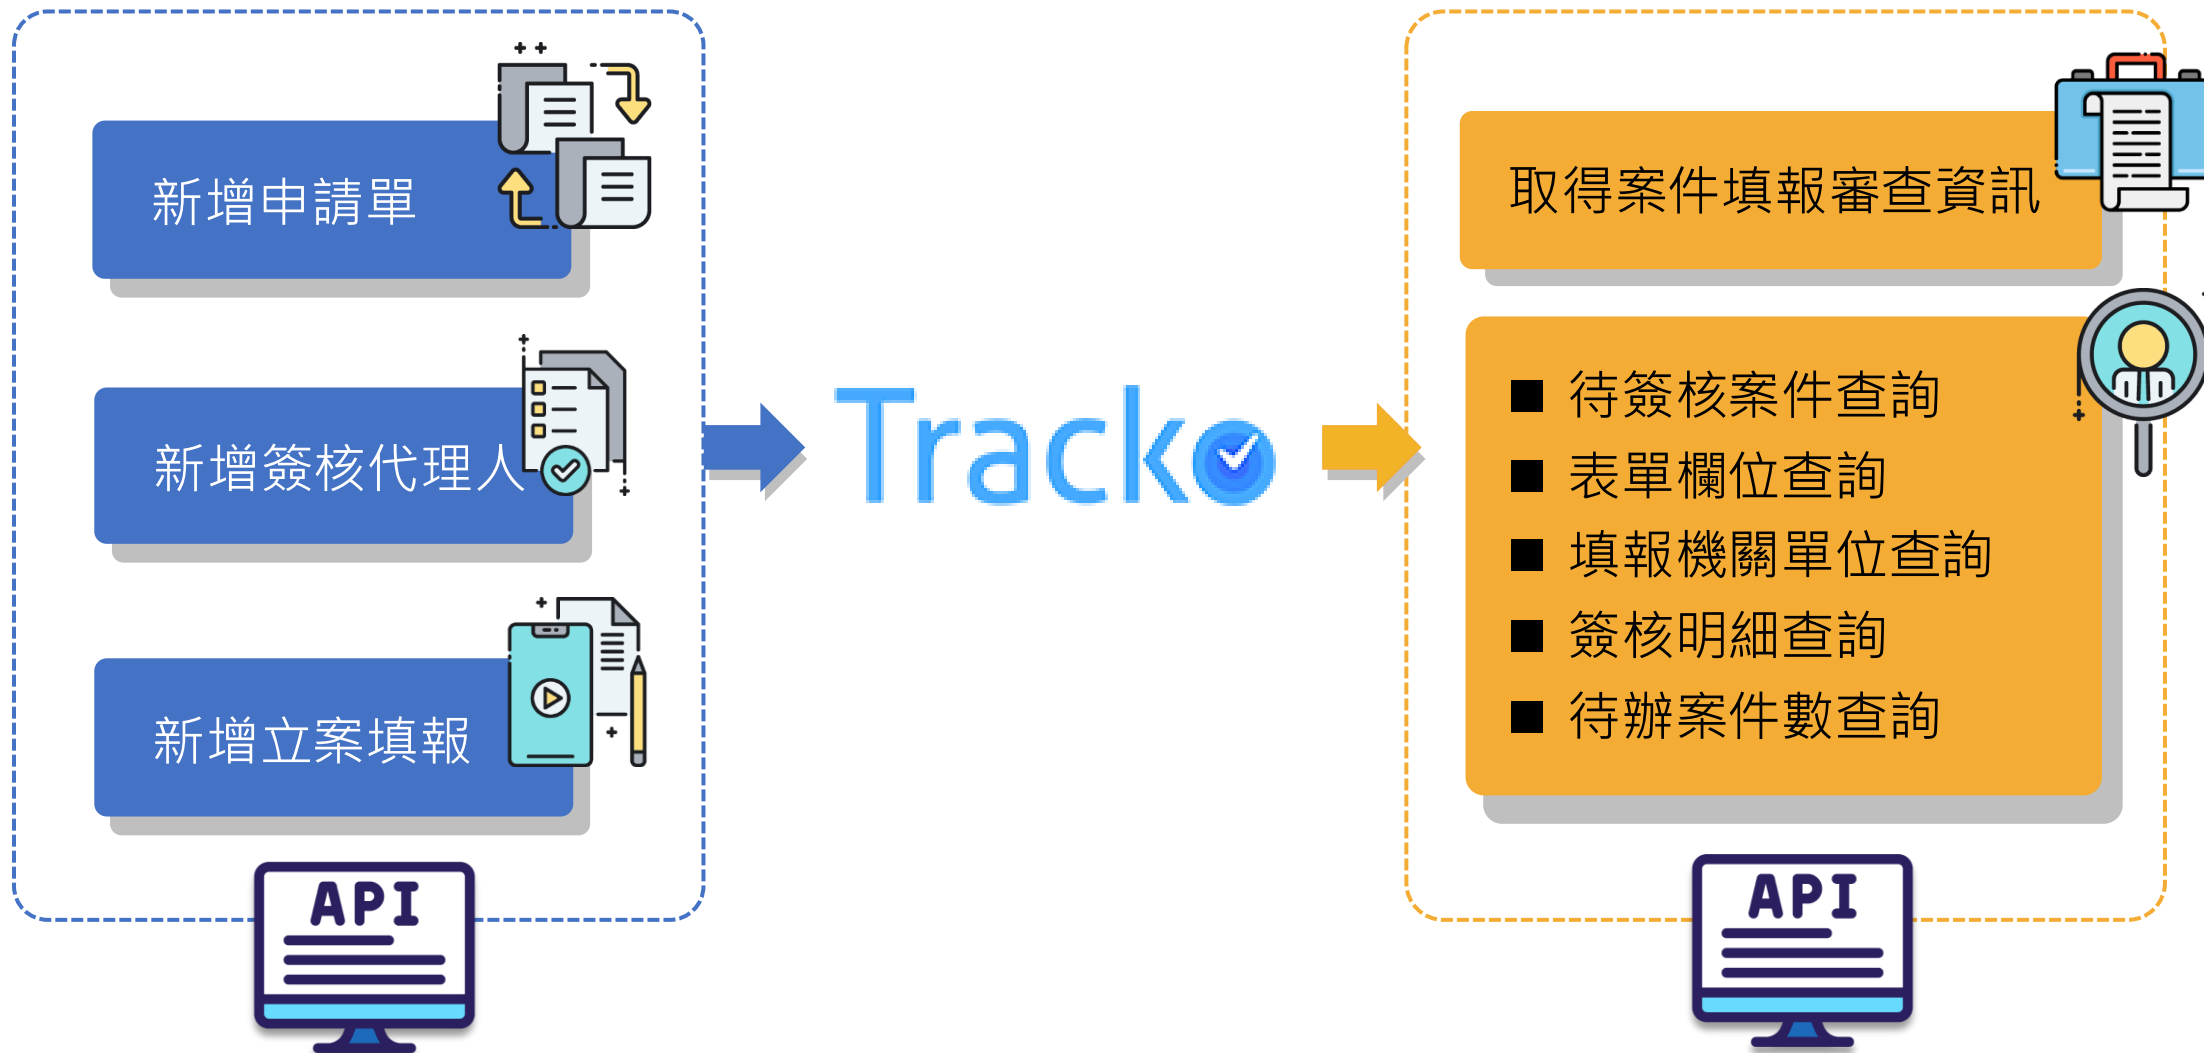 新增申請單
新增簽核代理人
新增立案填報
API
Tracko
取得案件填報審查資訊
■ 待簽核案件查詢
■ 表單欄位查詢
■ 填報機關單位查詢
■ 簽核明細查詢
■ 待辦案件數查詢
API